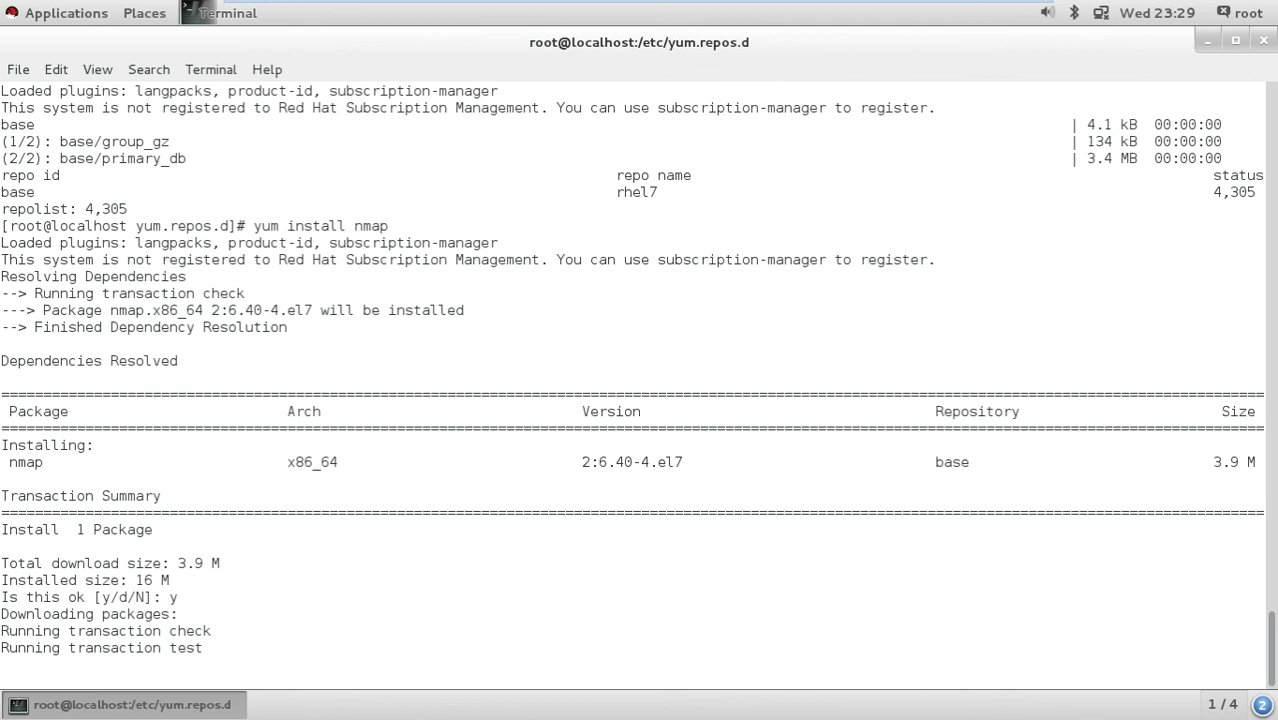 Applications Places Terminal Wed 23:29 root
root@localhost:/etc/yum.repos.d
File Edit View Search Terminal Help
Loaded plugins: langpacks, product-id, subscription-manager
This system is not registered to Red Hat Subscription Management. You can use subscription-manager to register.
base | 4.1 kB 00:00:00
(1/2): base/group_gz | 134 kB 00:00:00
(2/2): base/primary_db | 3.4 MB 00:00:00
repo id repo name status
base rhel7 4,305
repolist: 4,305
[root@localhost yum.repos.d]# yum install nmap
Loaded plugins: langpacks, product-id, subscription-manager
This system is not registered to Red Hat Subscription Management. You can use subscription-manager to register.
Resolving Dependencies
--> Running transaction check
---> Package nmap.x86_64 2:6.40-4.el7 will be installed
--> Finished Dependency Resolution
Dependencies Resolved
Package Arch Version Repository Size
Installing:
nmap x86_64 2:6.40-4.el7 base 3.9 M
Transaction Summary
Install 1 Package
Total download size: 3.9 M
Installed size: 16 M
Is this ok [y/d/N]: y
Downloading packages:
Running transaction check
Running transaction test
root@localhost:/etc/yum.repos.d 1 / 4 2